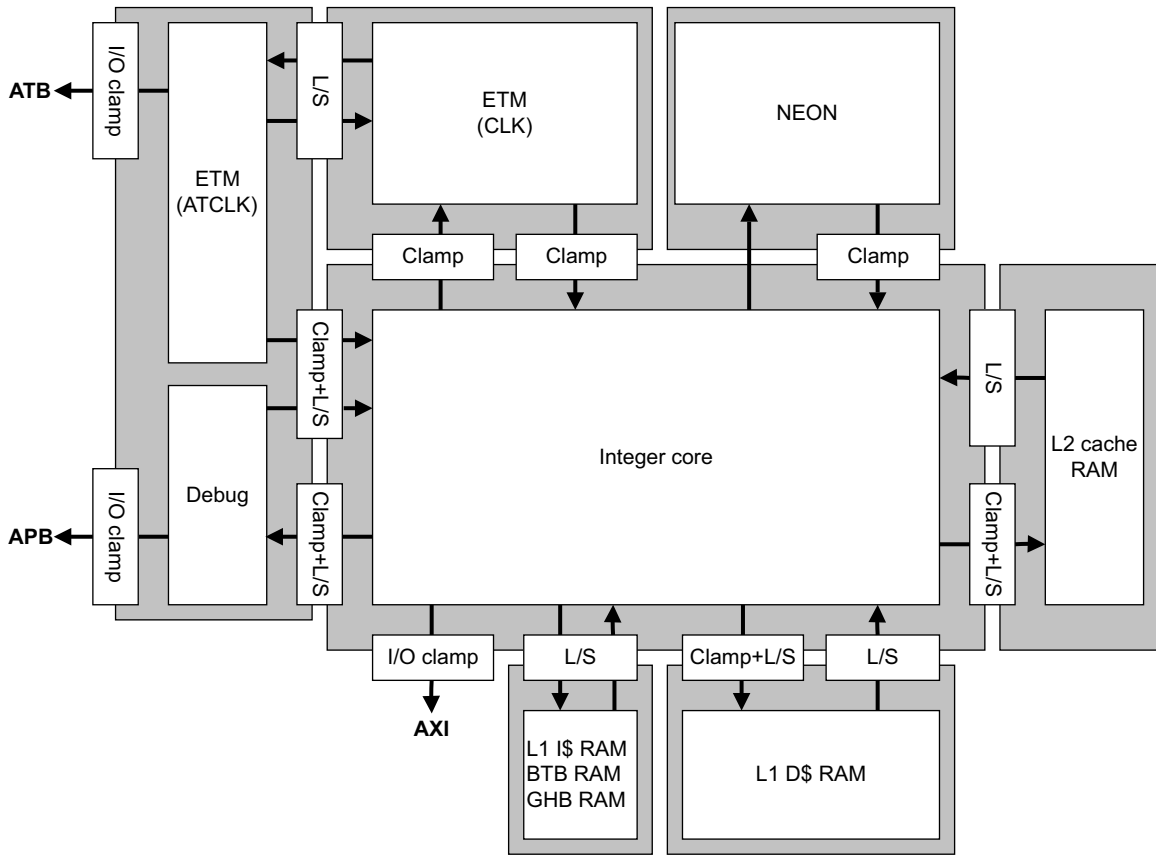 I/O clamp
ATB
ETM
(ATCLK)
L/S
ETM
(CLK)
NEON
Clamp
Clamp
Clamp
Clamp+L/S
L/S
Integer core
L2 cache
RAM
Debug
I/O clamp
APB
Clamp+L/S
Clamp+L/S
I/O clamp
L/S
Clamp+L/S
L/S
AXI
L1 I$ RAM
BTB RAM
GHB RAM
L1 D$ RAM